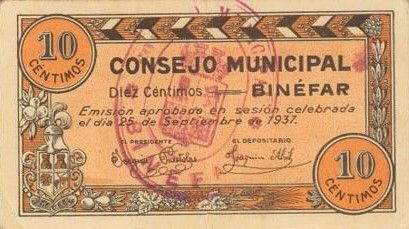 10
CÉNTIMOS
CONSEJO MUNICIPAL
Diez Céntimos BINÉFAR
Emisión aprobada en sesión celebrada
el día 25 de Septiembre de 1937.
EL PRESIDENTE EL DEPOSITARIO
Joaquín
10
CÉNTIMOS